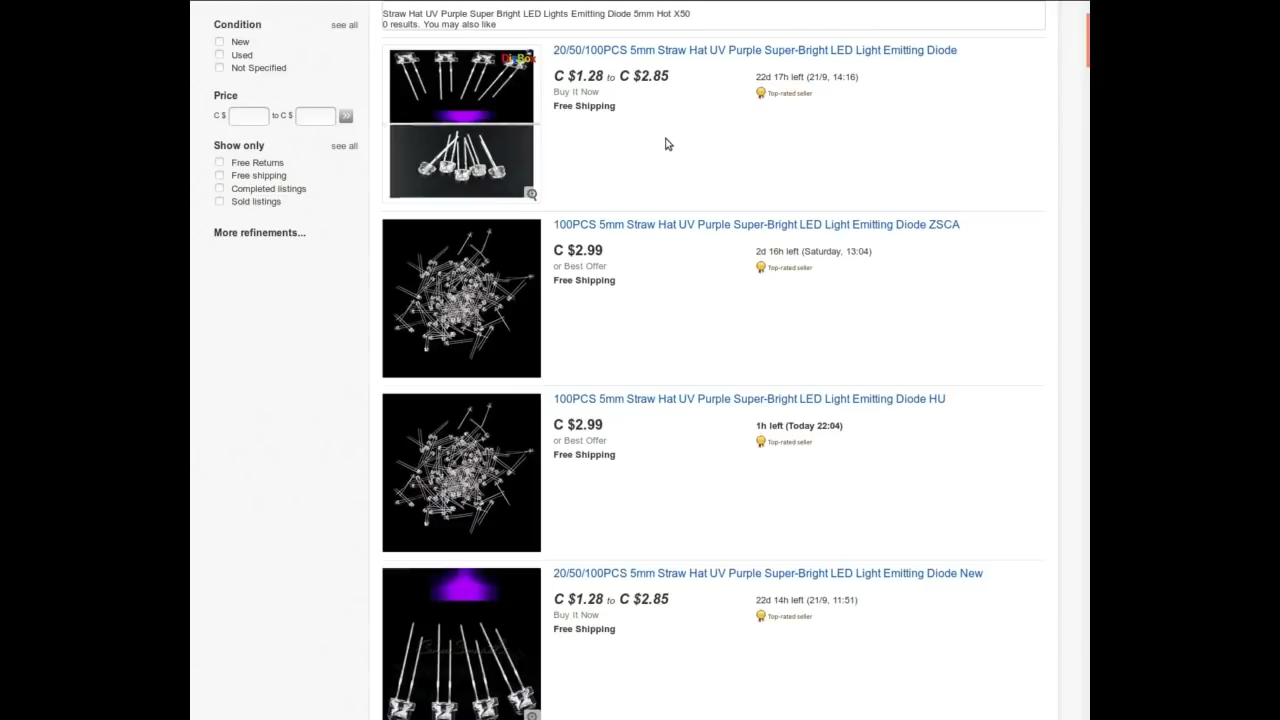 Condition see all
New
Used
Not Specified
Price
C $ to C $ »
Show only see all
Free Returns
Free shipping
Completed listings
Sold listings
More refinements...
Straw Hat UV Purple Super Bright LED Lights Emitting Diode 5mm Hot X50
0 results. You may also like
20/50/100PCS 5mm Straw Hat UV Purple Super-Bright LED Light Emitting Diode
C $1.28 to C $2.85
22d 17h left (21/9, 14:16)
Buy It Now
Top-rated seller
Free Shipping
100PCS 5mm Straw Hat UV Purple Super-Bright LED Light Emitting Diode ZSCA
C $2.99
2d 16h left (Saturday, 13:04)
or Best Offer
Top-rated seller
Free Shipping
100PCS 5mm Straw Hat UV Purple Super-Bright LED Light Emitting Diode HU
C $2.99
1h left (Today 22:04)
or Best Offer
Top-rated seller
Free Shipping
20/50/100PCS 5mm Straw Hat UV Purple Super-Bright LED Light Emitting Diode New
C $1.28 to C $2.85
22d 14h left (21/9, 11:51)
Buy It Now
Top-rated seller
Free Shipping